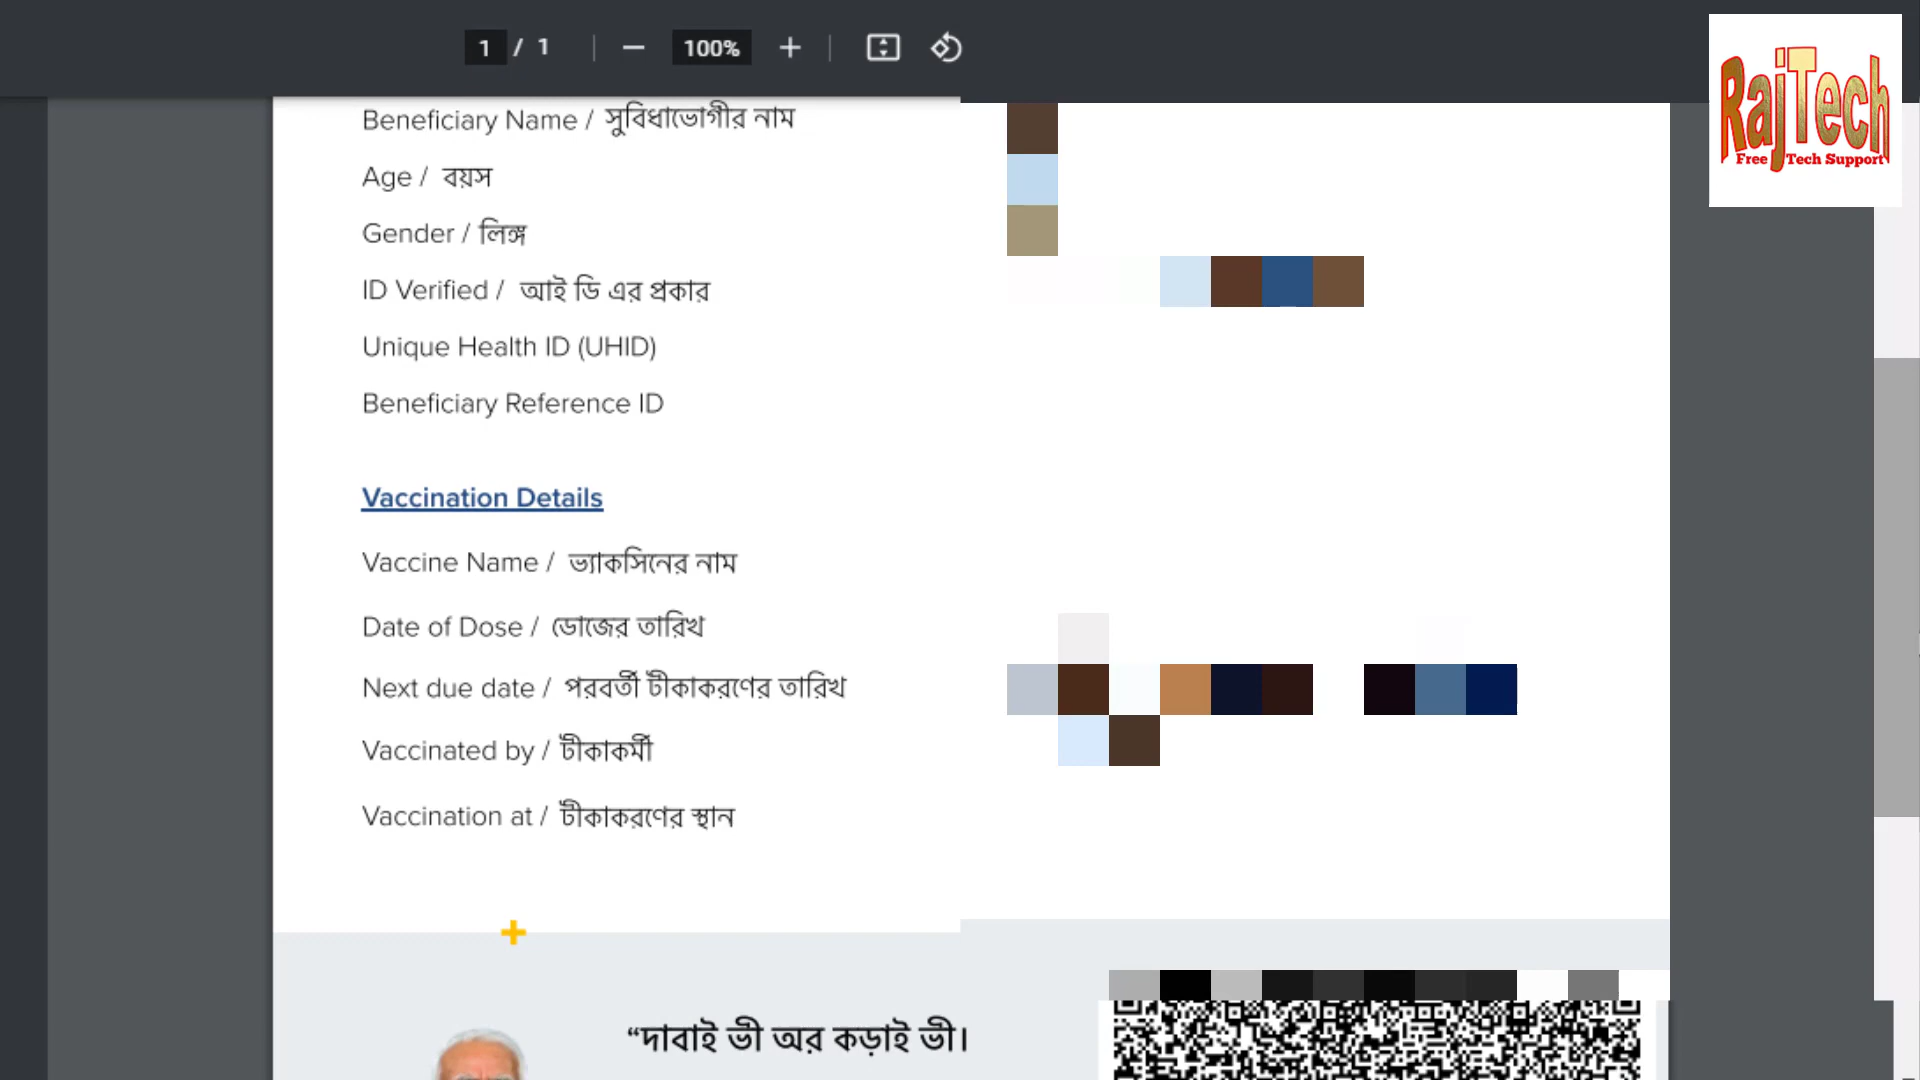 1 / 1
100%
RajTech
Free Tech Support
Beneficiary Name / সুবিধাভোগীর নাম
Age / বয়স
Gender / লিঙ্গ
ID Verified / আই ডি এর প্রকার
Unique Health ID (UHID)
Beneficiary Reference ID
Vaccination Details
Vaccine Name / ভ্যাকসিনের নাম
Date of Dose / ডোজের তারিখ
Next due date / পরবর্তী টীকাকরণের তারিখ
Vaccinated by / টীকাকর্মী
Vaccination at / টীকাকরণের স্থান
“দাবাই ভী অর কড়াই ভী।